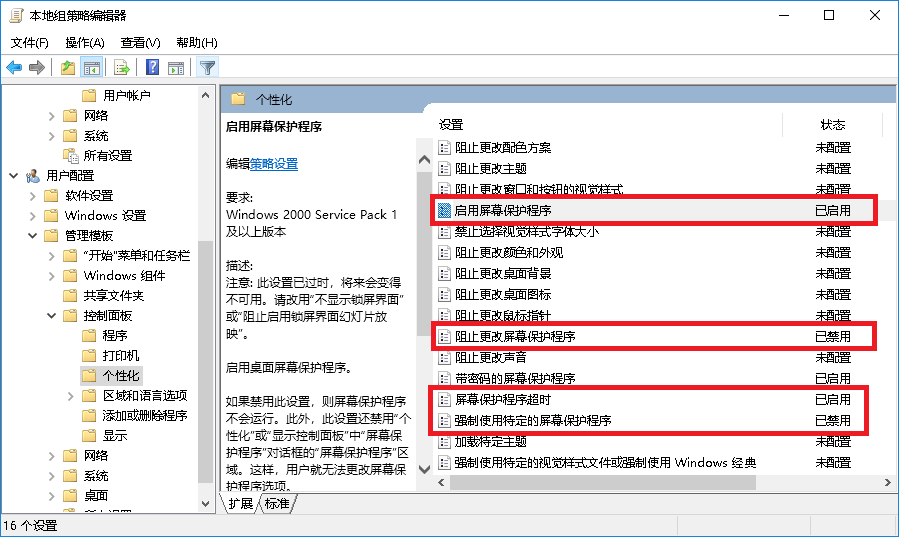 本地组策略编辑器
文件(F) 操作(A) 查看(V) 帮助(H)
用户帐户
网络
系统
所有设置
用户配置
软件设置
Windows 设置
管理模板
"开始"菜单和任务栏
Windows 组件
共享文件夹
控制面板
程序
打印机
个性化
区域和语言选项
添加或删除程序
显示
网络
系统
桌面
个性化
启用屏幕保护程序
编辑策略设置
要求:
Windows 2000 Service Pack 1
及以上版本
描述:
注意: 此设置已过时，将来会变得
不可用。请改用"不显示锁屏界面"
或"阻止启用锁屏界面幻灯片放
映"。
启用桌面屏幕保护程序。
如果禁用此设置，则屏幕保护程序
不会运行。此外，此设置还禁用"个
性化"或"显示控制面板"中"屏幕保
护程序"对话框的"屏幕保护程序"区
域。这样，用户就无法更改屏幕保
护程序选项。
设置 状态
阻止更改配色方案 未配置
阻止更改主题 未配置
阻止更改窗口和按钮的视觉样式 未配置
启用屏幕保护程序 已启用
禁止选择视觉样式字体大小 未配置
阻止更改颜色和外观 未配置
阻止更改桌面背景 未配置
阻止更改桌面图标 未配置
阻止更改鼠标指针 未配置
阻止更改屏幕保护程序 已禁用
阻止更改声音 未配置
带密码的屏幕保护程序 已启用
屏幕保护程序超时 已启用
强制使用特定的屏幕保护程序 已禁用
加载特定主题 未配置
强制使用特定的视觉样式文件或强制使用 Windows 经典 未配置
扩展 标准
16 个设置